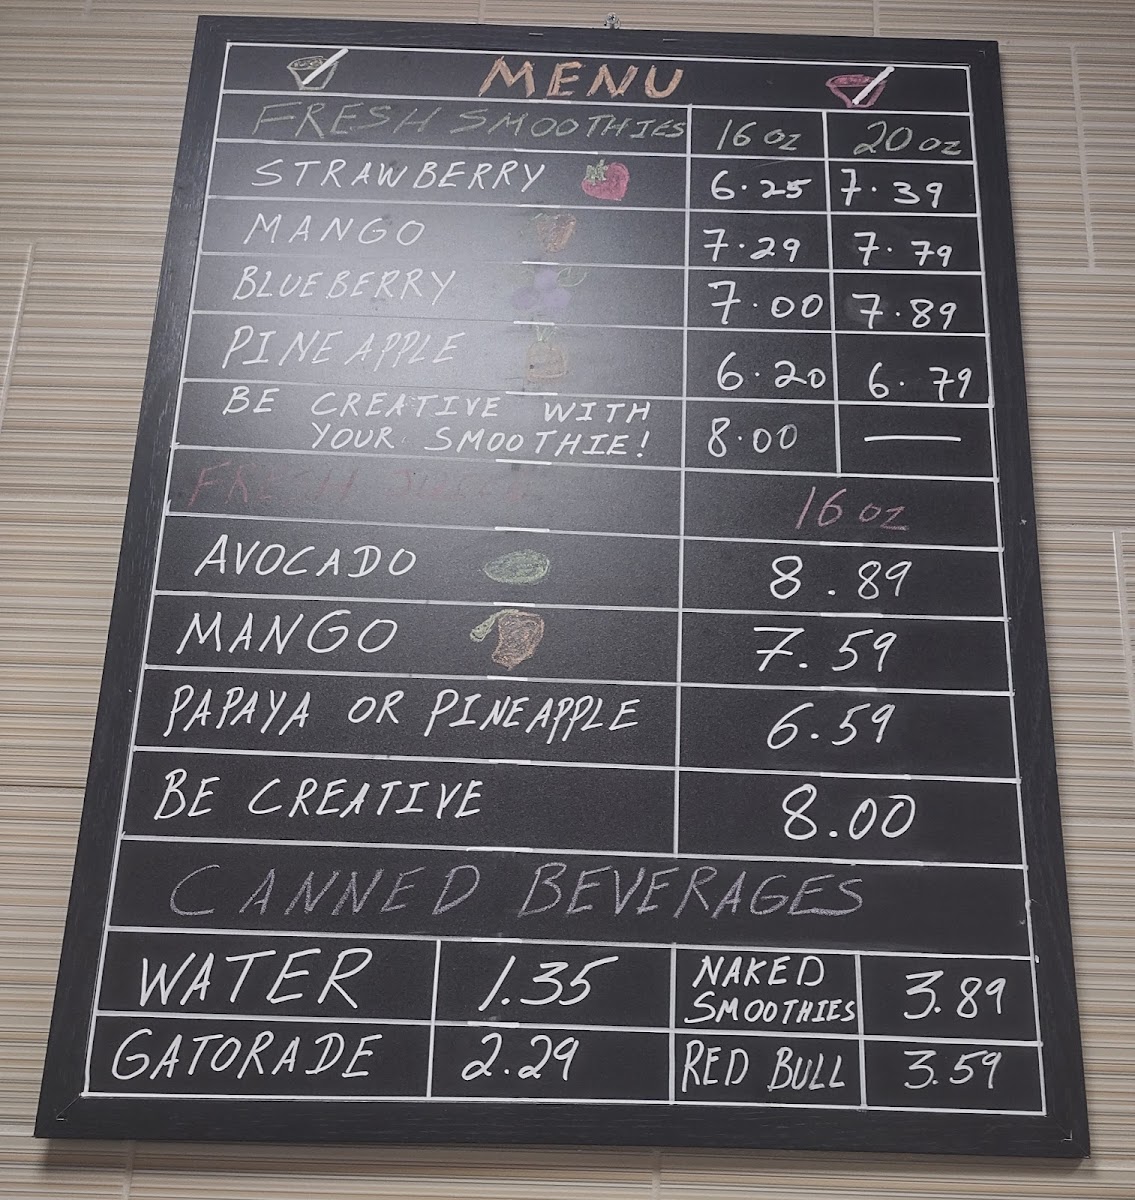 MENU
FRESH SMOOTHIES 16 oz 20 oz
STRAWBERRY 6.25 7.39
MANGO 7.29 7.79
BLUEBERRY 7.00 7.89
PINEAPPLE 6.20 6.79
BE CREATIVE WITH
YOUR SMOOTHIE! 8.00 —
FRESH 16 oz
AVOCADO 8.89
MANGO 7.59
PAPAYA OR PINEAPPLE 6.59
BE CREATIVE 8.00
CANNED BEVERAGES
WATER 1.35 NAKED
SMOOTHIES 3.89
GATORADE 2.29 RED BULL 3.59